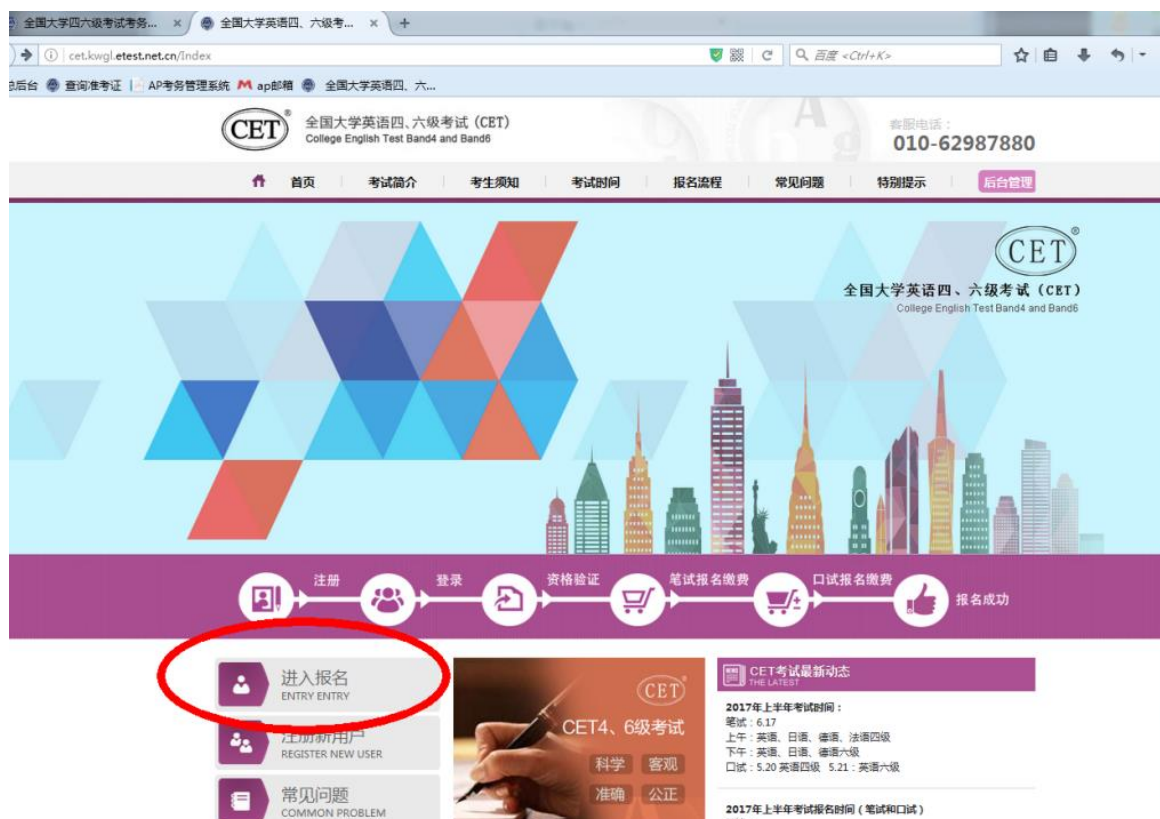 全国大学四六级考试考务...
全国大学英语四、六级考...
cet.kwgl.etest.net.cn/Index
百度 <Ctrl+K>
总后台 查询准考证 AP考务管理系统 ap邮箱 全国大学英语四、六...
CET®
全国大学英语四、六级考试（CET）
College English Test Band4 and Band6
客服电话：
010-62987880
首页 考试简介 考生须知 考试时间 报名流程 常见问题 特别提示 后台管理
CET®
全国大学英语四、六级考试（CET）
College English Test Band4 and Band6
注册 登录 资格验证 笔试报名缴费 口试报名缴费 报名成功
进入报名
ENTRY ENTRY
注册新用户
REGISTER NEW USER
常见问题
COMMON PROBLEM
CET
CET4、6级考试
科学 客观
准确 公正
NEWS
CET考试最新动态
THE LATEST
2017年上半年考试时间：
笔试：6.17
上午：英语、日语、德语、法语四级
下午：英语、日语、德语六级
口试：5.20 英语四级 5.21：英语六级
2017年上半年考试报名时间（笔试和口试）